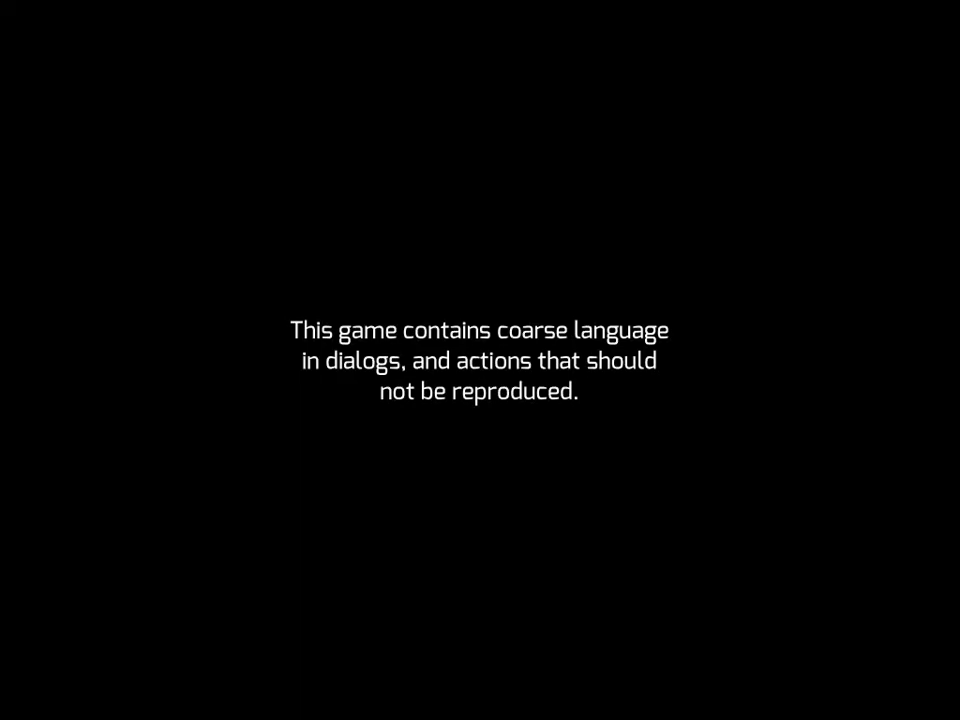 This game contains coarse language
in dialogs, and actions that should
not be reproduced.